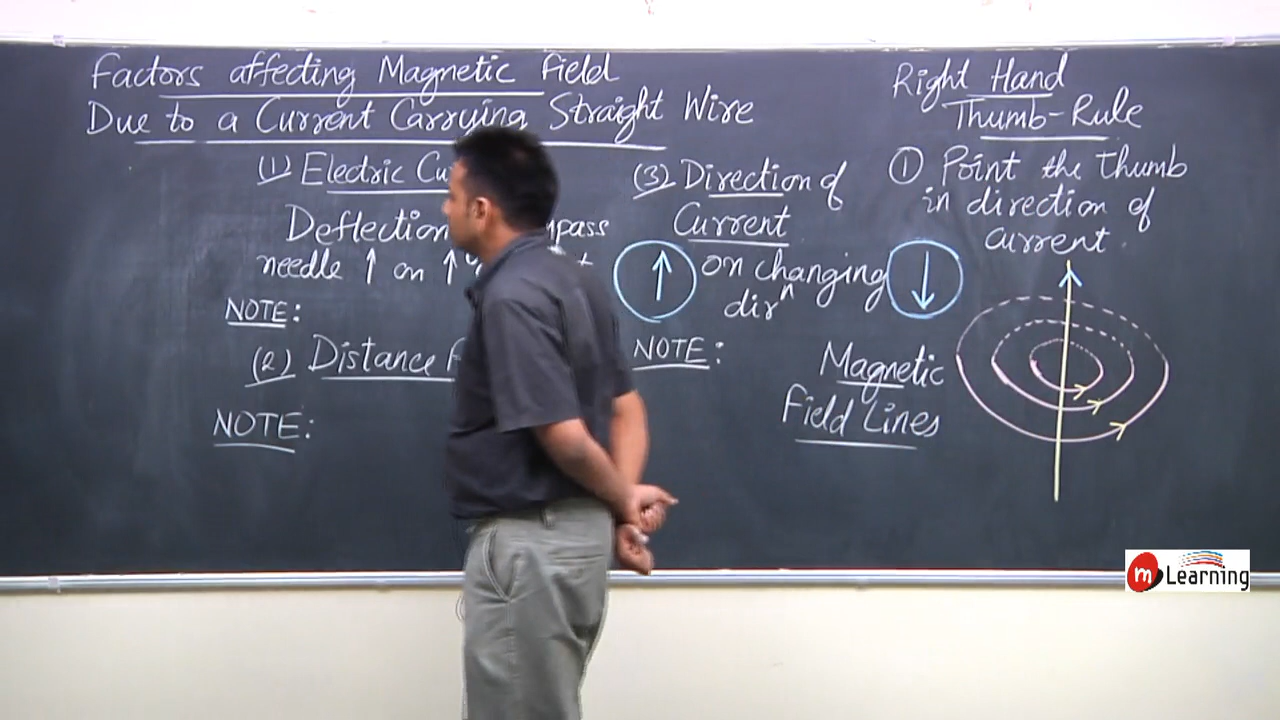 Factors affecting Magnetic Field
Due to a Current Carrying Straight Wire
(1) Electric
Deflection
needle ↑ on ↑
NOTE:
(2) Distance
NOTE:
(3) Direction of
Current
↑ on changing ↓
dirⁿ
NOTE:
Magnetic
Field Lines
Right Hand
Thumb-Rule
① Point the Thumb
in direction of
current.
m Learning